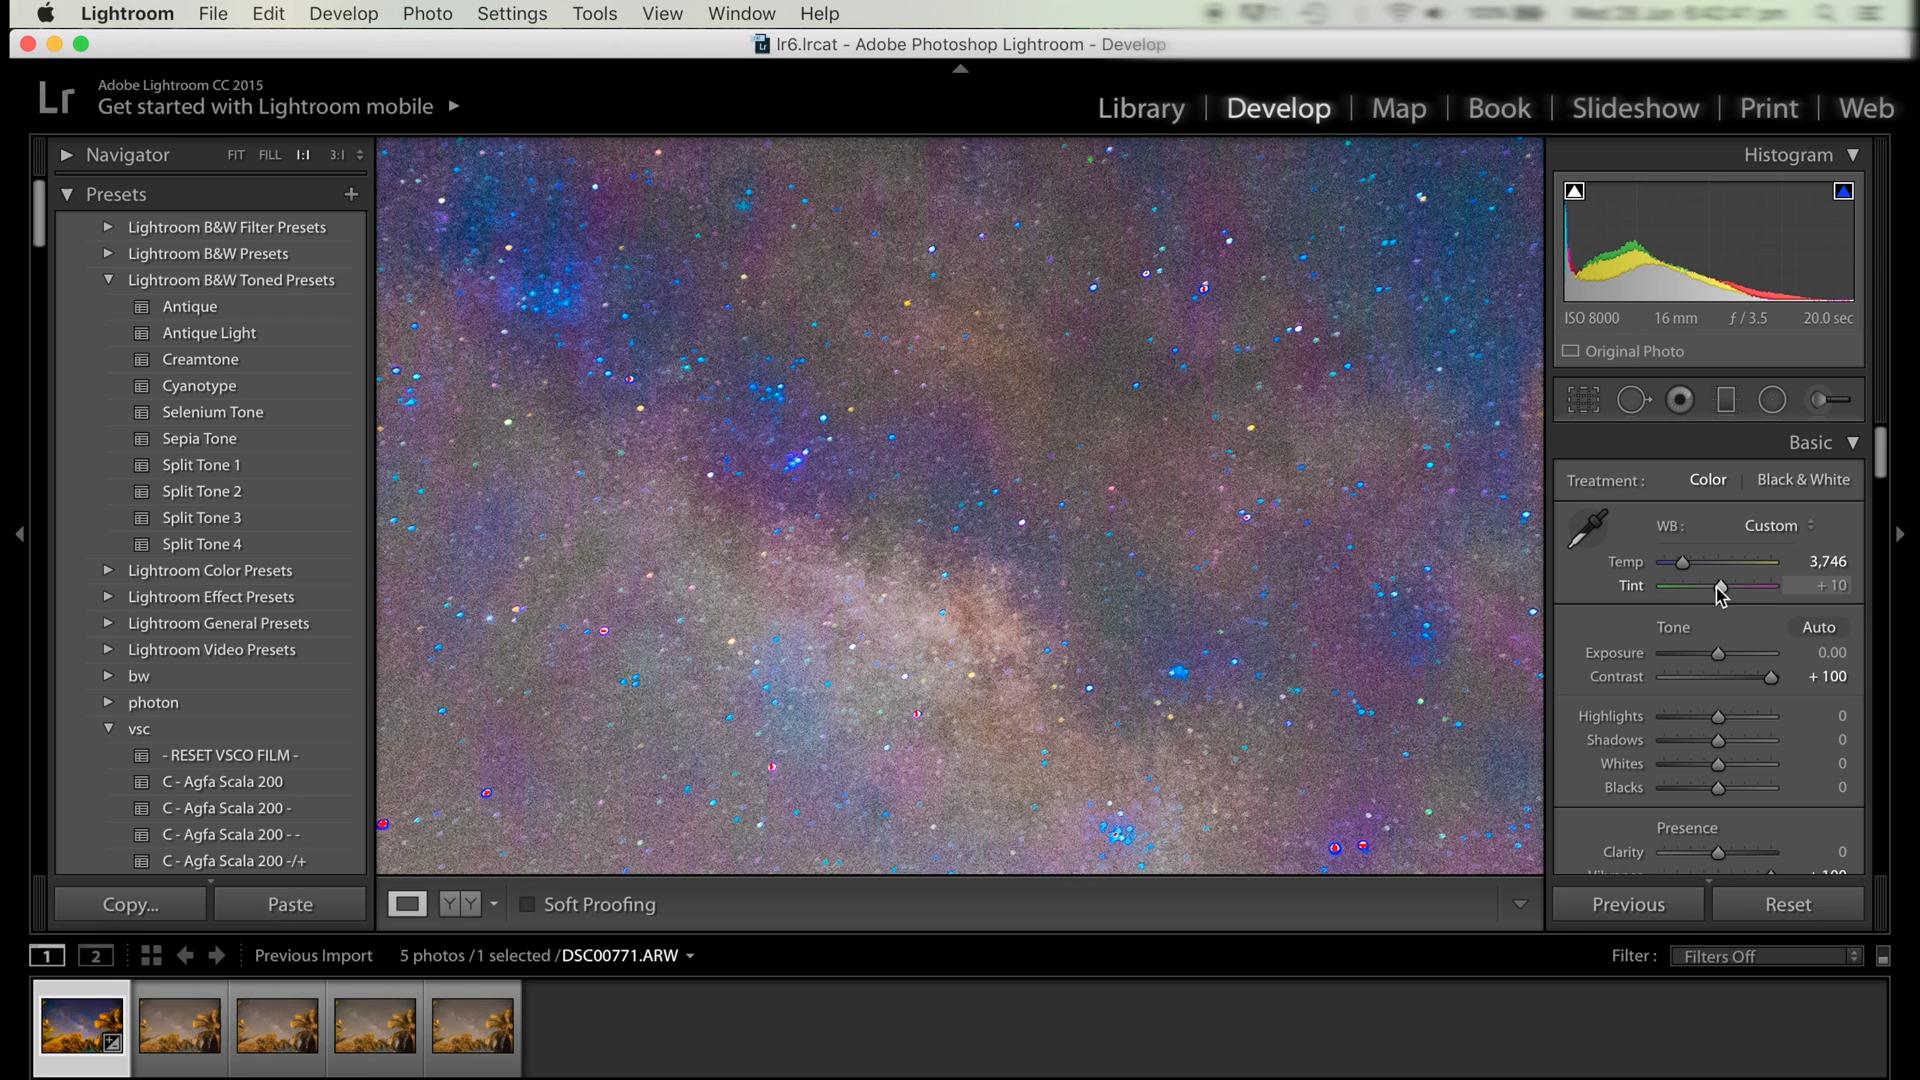 Lightroom File Edit Develop Photo Settings Tools View Window Help
lr6.lrcat - Adobe Photoshop Lightroom - Develop
Lr
Adobe Lightroom CC 2015
Get started with Lightroom mobile
Library | Develop | Map | Book | Slideshow | Print | Web
Navigator FIT FILL 1:1 3:1
Presets +
Lightroom B&W Filter Presets
Lightroom B&W Presets
Lightroom B&W Toned Presets
Antique
Antique Light
Creamtone
Cyanotype
Selenium Tone
Sepia Tone
Split Tone 1
Split Tone 2
Split Tone 3
Split Tone 4
Lightroom Color Presets
Lightroom Effect Presets
Lightroom General Presets
Lightroom Video Presets
bw
photon
vsc
- RESET VSCO FILM -
C - Agfa Scala 200
C - Agfa Scala 200 -
C - Agfa Scala 200 - -
C - Agfa Scala 200 -/+
Copy... Paste
Histogram
ISO 8000 16 mm ƒ / 3.5 20.0 sec
Original Photo
Basic
Treatment : Color | Black & White
WB : Custom
Temp 3,746
Tint + 10
Tone Auto
Exposure 0.00
Contrast + 100
Highlights 0
Shadows 0
Whites 0
Blacks 0
Presence
Clarity 0
Vibrance + 100
Previous Reset
Y Y Soft Proofing
1 2 Previous Import 5 photos / 1 selected / DSC00771.ARW
Filter : Filters Off